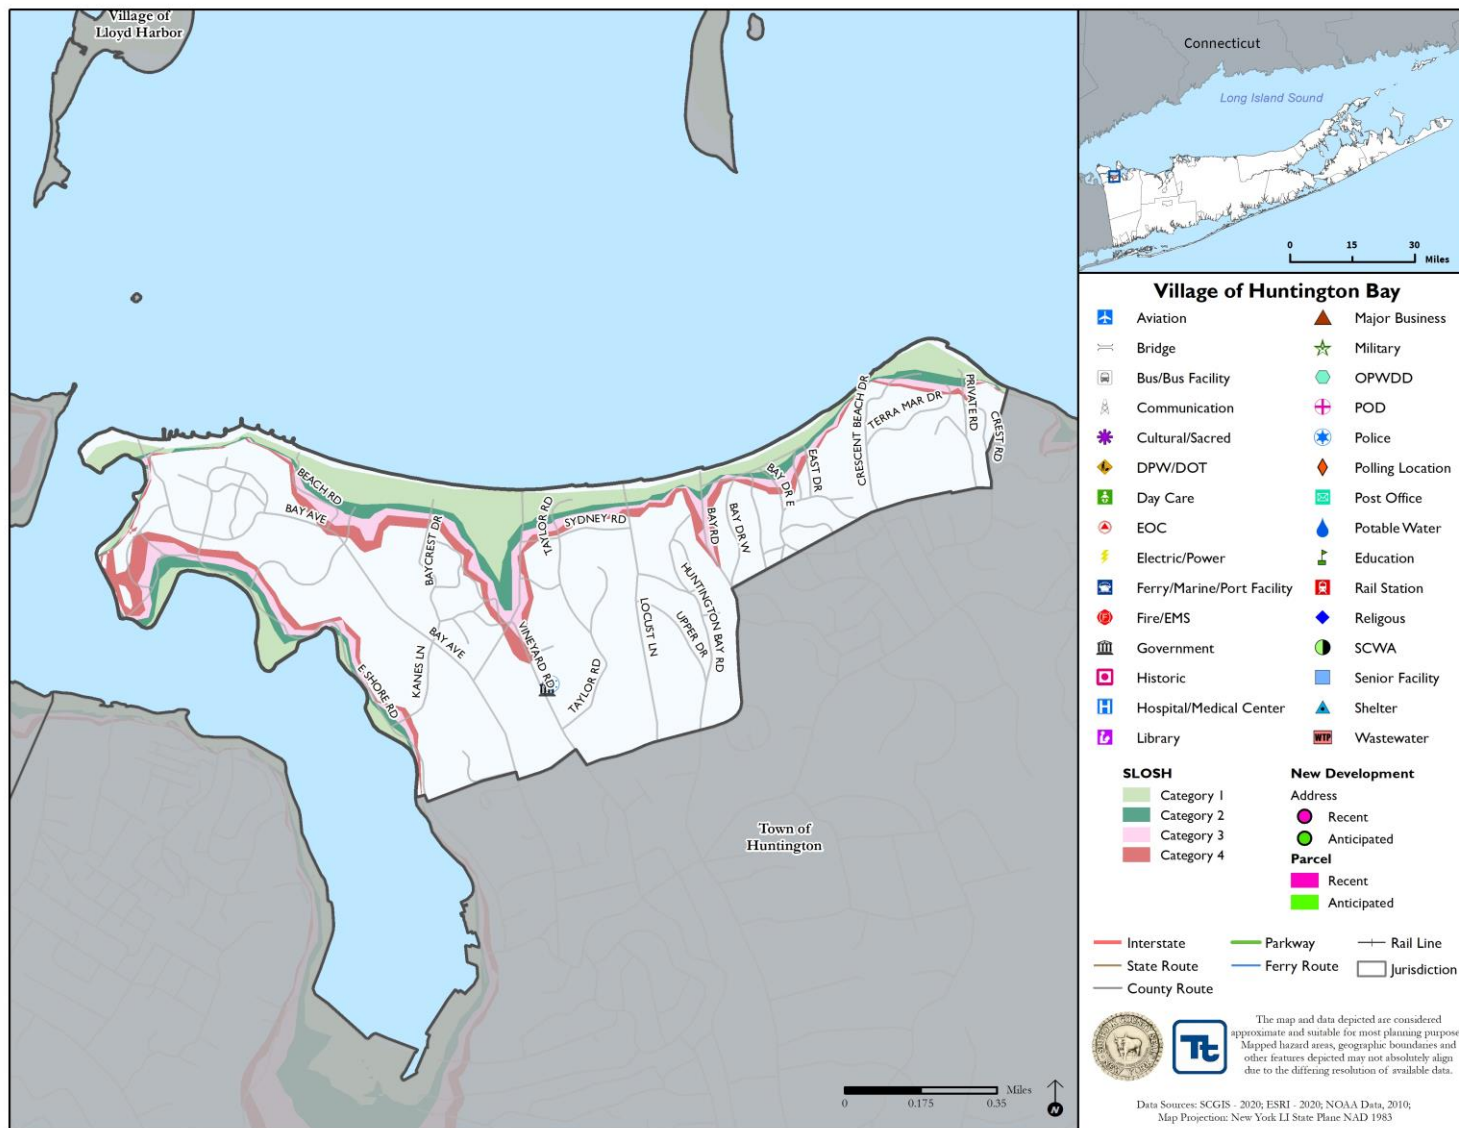 Village of
Lloyd Harbor
BEACH RD
BAY AVE
BAYCREST DR
TAYLOR RD
SYDNEY RD
BAY RD
BAY DR W
BAY DR E
EAST DR
CRESCENT BEACH DR
TERRA MAR DR
PRIVATE RD
CREST RD
HUNTINGTON BAY RD
UPPER DR
LOCUST LN
VINEYARD RD
TAYLOR RD
BAY AVE
KANES LN
E SHORE RD
Town of
Huntington
Miles
0 0.175 0.35
N
Connecticut
Long Island Sound
0 15 30
Miles
Village of Huntington Bay
Aviation
Bridge
Bus/Bus Facility
Communication
Cultural/Sacred
DPW/DOT
Day Care
EOC
Electric/Power
Ferry/Marine/Port Facility
Fire/EMS
Government
Historic
Hospital/Medical Center
Library
Major Business
Military
OPWDD
POD
Police
Polling Location
Post Office
Potable Water
Education
Rail Station
Religous
SCWA
Senior Facility
Shelter
WTP Wastewater
SLOSH
Category 1
Category 2
Category 3
Category 4
New Development
Address
Recent
Anticipated
Parcel
Recent
Anticipated
Interstate
State Route
County Route
Parkway
Ferry Route
Rail Line
Jurisdiction
Tt
The map and data depicted are considered
approximate and suitable for most planning purpose
Mapped hazard areas, geographic boundaries and
other features depicted may not absolutely align
due to the differing resolution of available data.
Data Sources: SCGIS - 2020; ESRI - 2020; NOAA Data, 2010;
Map Projection: New York LI State Plane NAD 1983